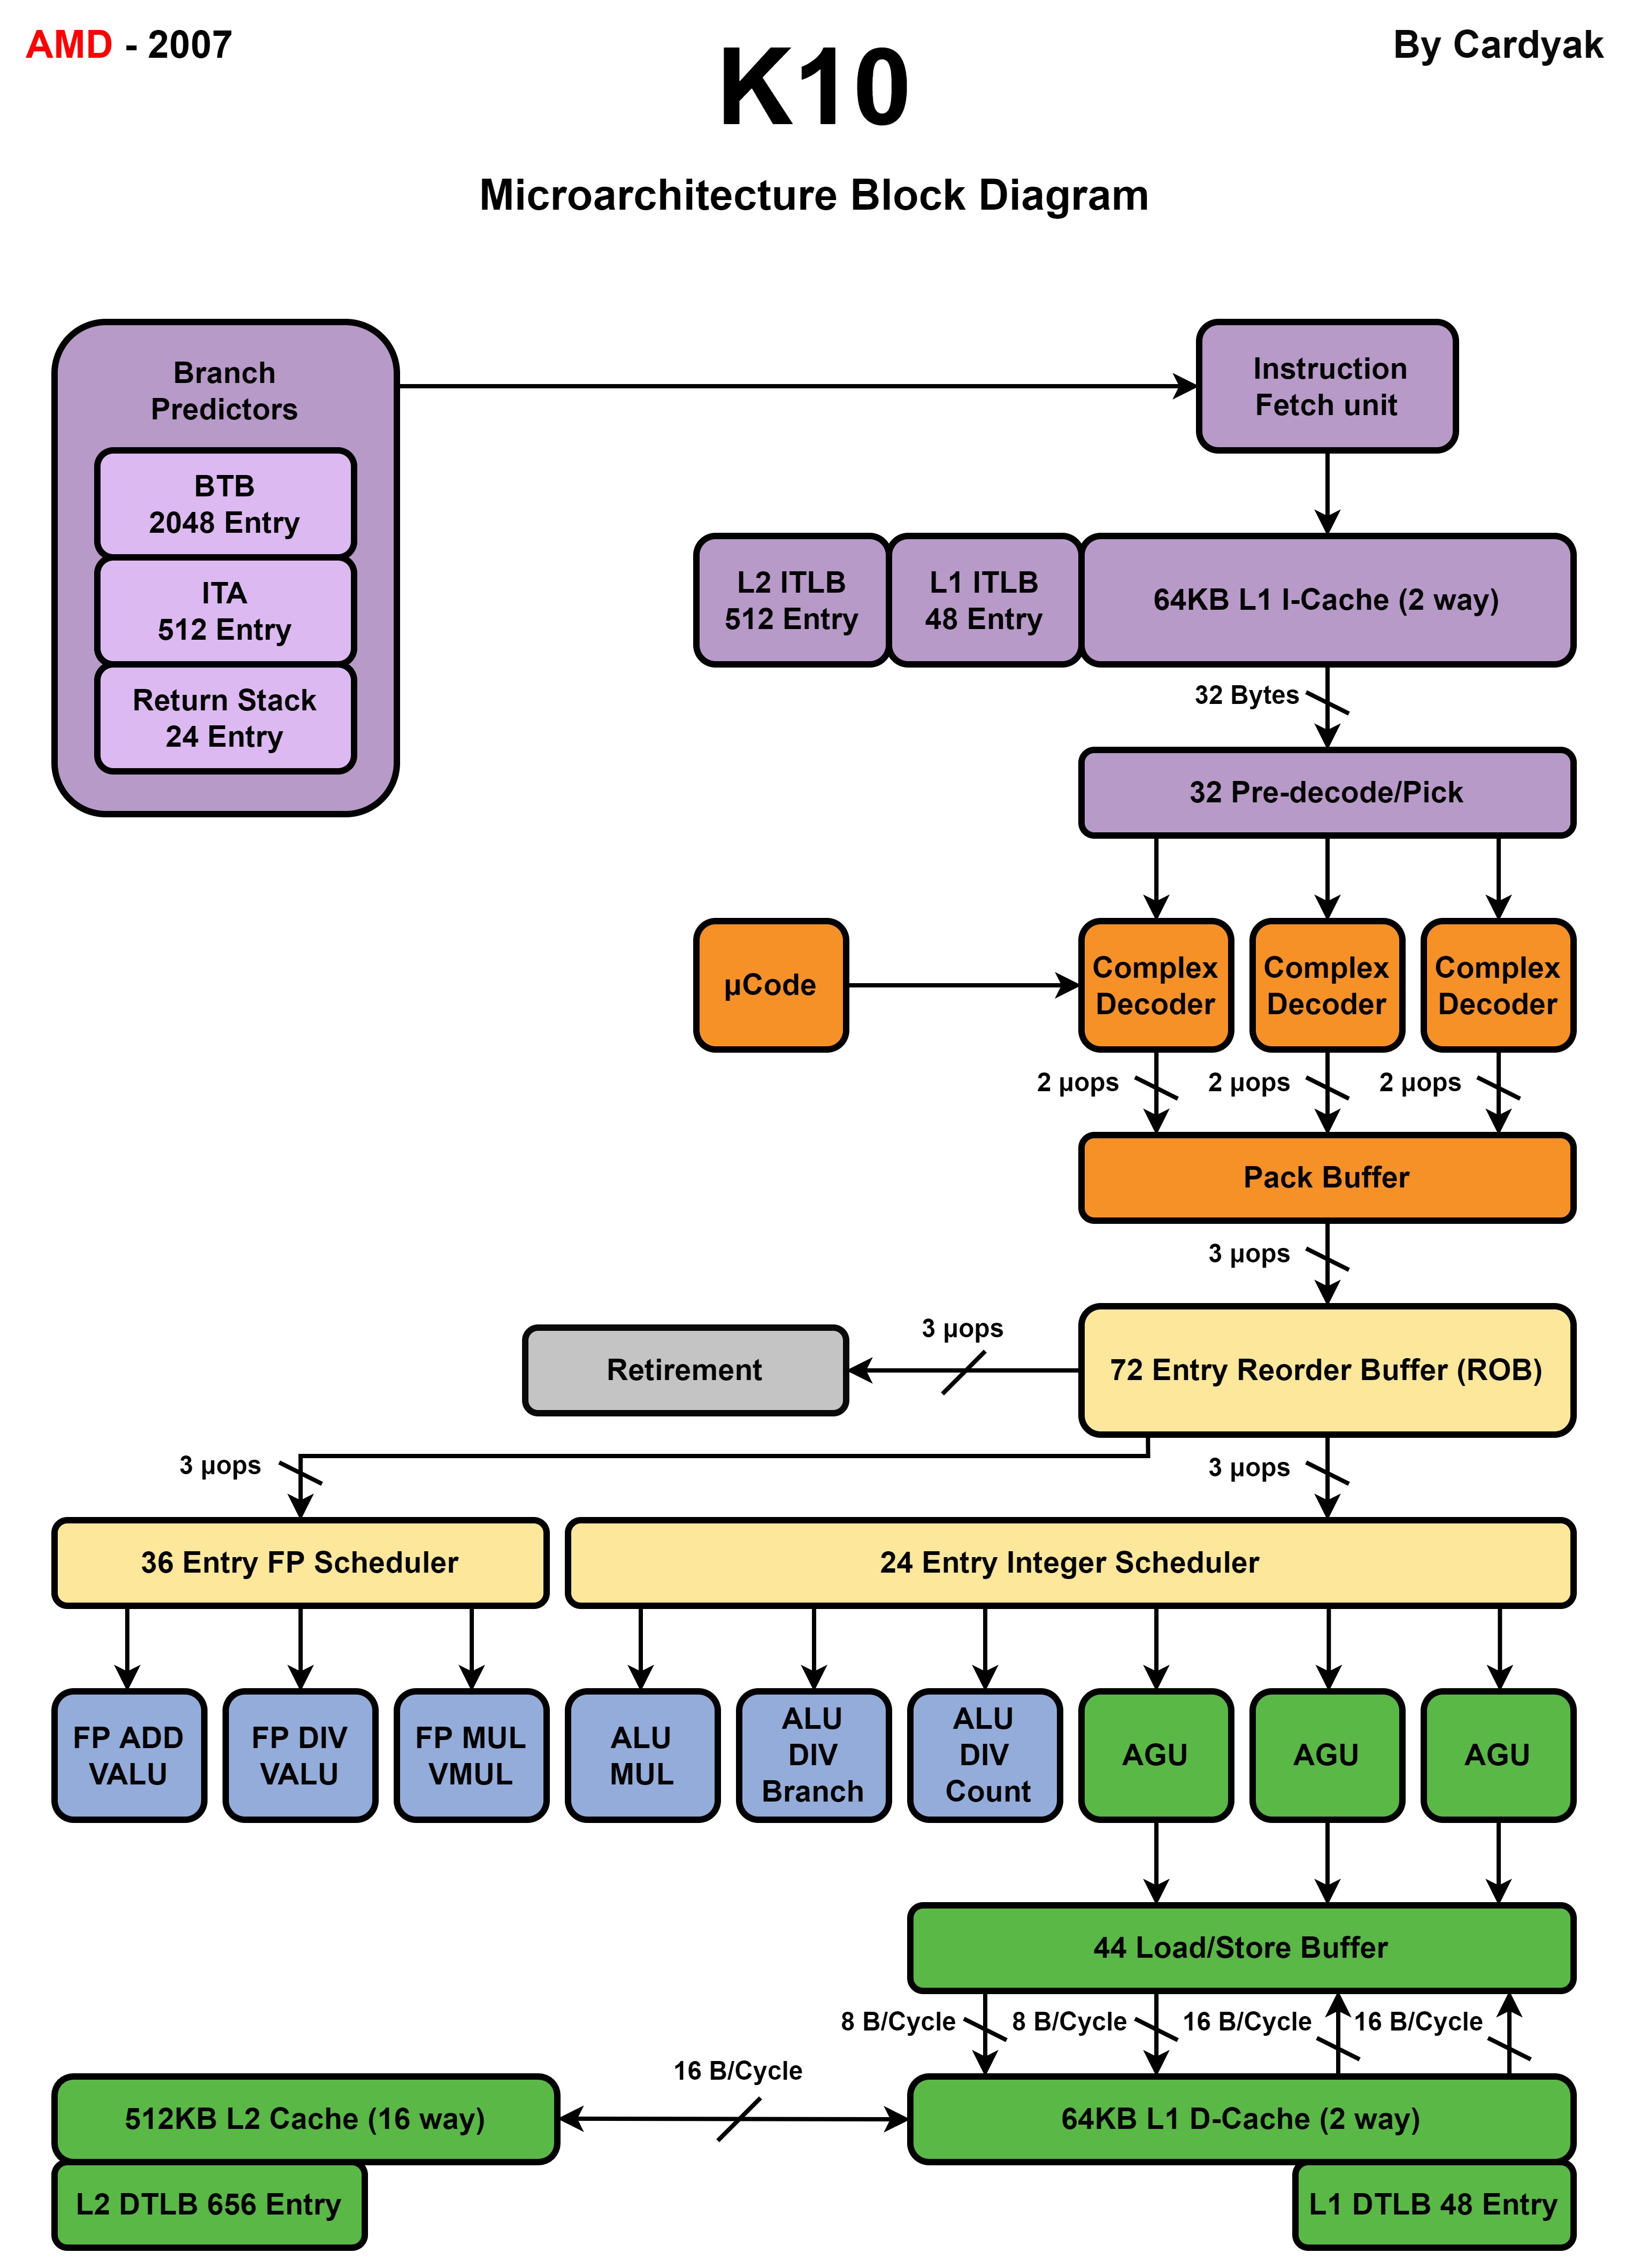 AMD - 2007
K10
By Cardyak
Microarchitecture Block Diagram
Branch
Predictors
BTB
2048 Entry
ITA
512 Entry
Return Stack
24 Entry
Instruction
Fetch unit
L2 ITLB
512 Entry
L1 ITLB
48 Entry
64KB L1 I-Cache (2 way)
32 Bytes
32 Pre-decode/Pick
µCode
Complex
Decoder
Complex
Decoder
Complex
Decoder
2 µops
2 µops
2 µops
Pack Buffer
3 µops
72 Entry Reorder Buffer (ROB)
3 µops
Retirement
3 µops
3 µops
36 Entry FP Scheduler
24 Entry Integer Scheduler
FP ADD
VALU
FP DIV
VALU
FP MUL
VMUL
ALU
MUL
ALU
DIV
Branch
ALU
DIV
Count
AGU
AGU
AGU
44 Load/Store Buffer
8 B/Cycle
8 B/Cycle
16 B/Cycle
16 B/Cycle
16 B/Cycle
512KB L2 Cache (16 way)
64KB L1 D-Cache (2 way)
L2 DTLB 656 Entry
L1 DTLB 48 Entry